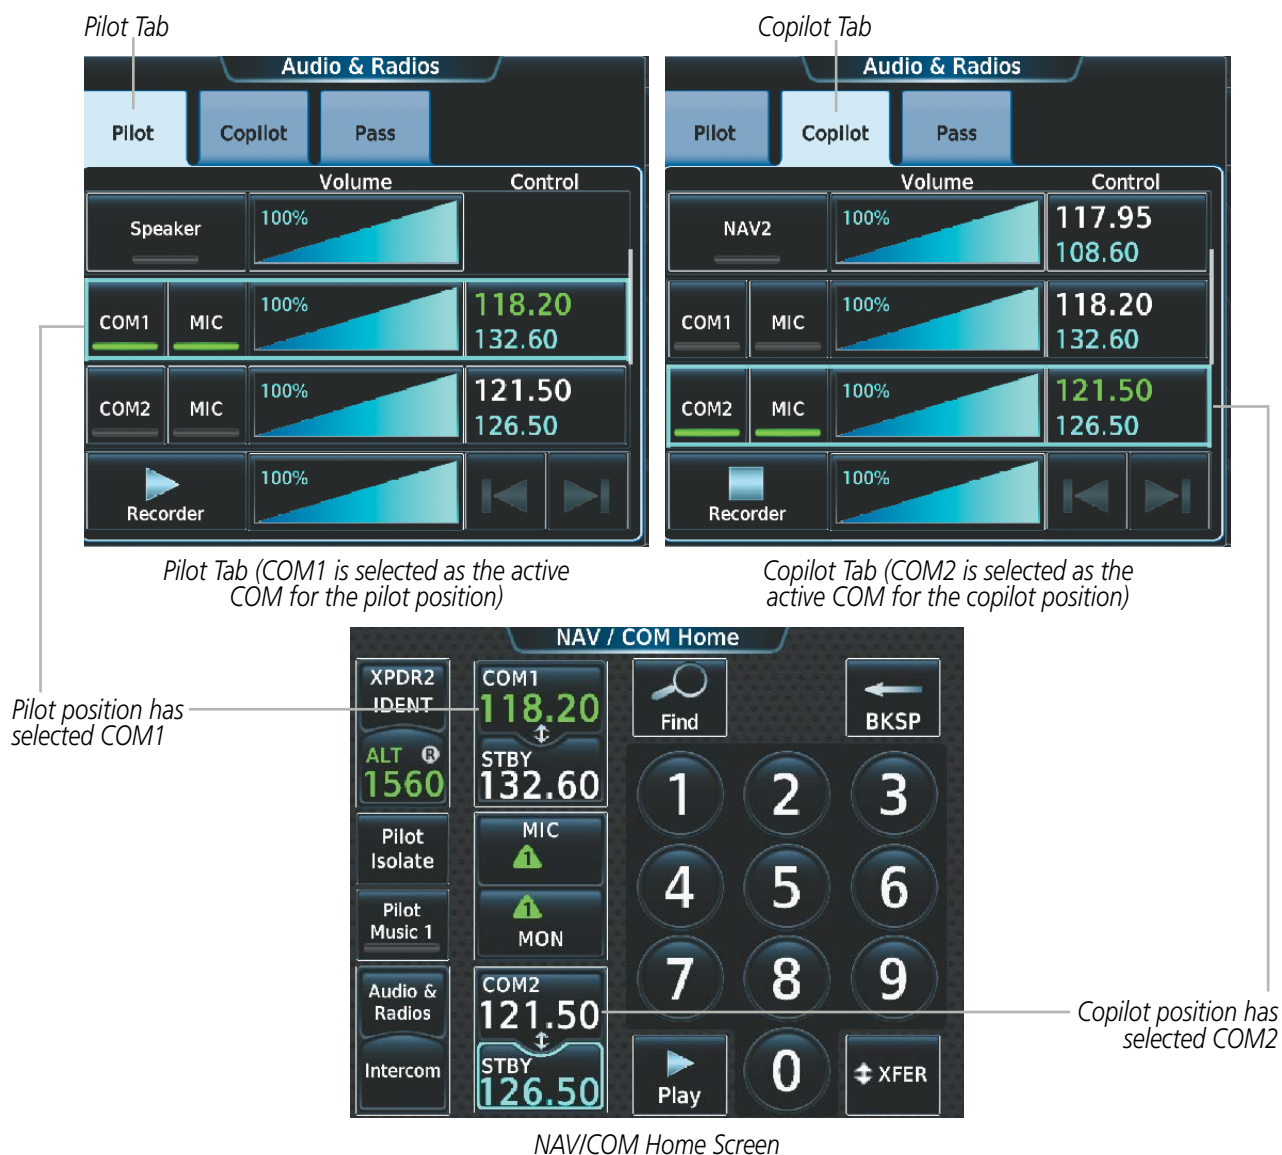 Pilot Tab
Copilot Tab
Audio & Radios
Pilot Copilot Pass
Volume Control
Speaker 100%
COM1 MIC 100% 118.20
132.60
COM2 MIC 100% 121.50
126.50
Recorder 100%
Audio & Radios
Pilot Copilot Pass
Volume Control
NAV2 100% 117.95
108.60
COM1 MIC 100% 118.20
132.60
COM2 MIC 100% 121.50
126.50
Recorder 100%
Pilot Tab (COM1 is selected as the active
COM for the pilot position)
Copilot Tab (COM2 is selected as the
active COM for the copilot position)
NAV / COM Home
XPDR2
IDENT
ALT R
1560
Pilot
Isolate
Pilot
Music 1
Audio &
Radios
Intercom
COM1
118.20
STBY
132.60
MIC
1
1
MON
COM2
121.50
STBY
126.50
Find
BKSP
1 2 3
4 5 6
7 8 9
Play
0
XFER
Pilot position has
selected COM1
Copilot position has
selected COM2
NAV/COM Home Screen